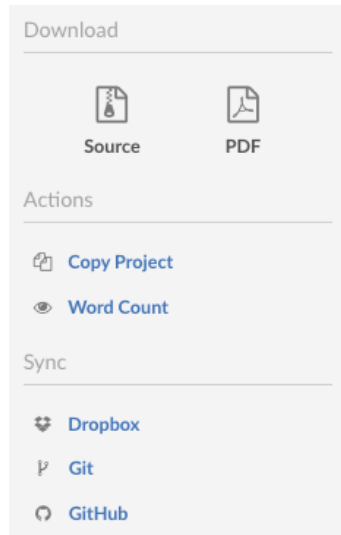 Download
Source PDF
Actions
Copy Project
Word Count
Sync
Dropbox
Git
GitHub